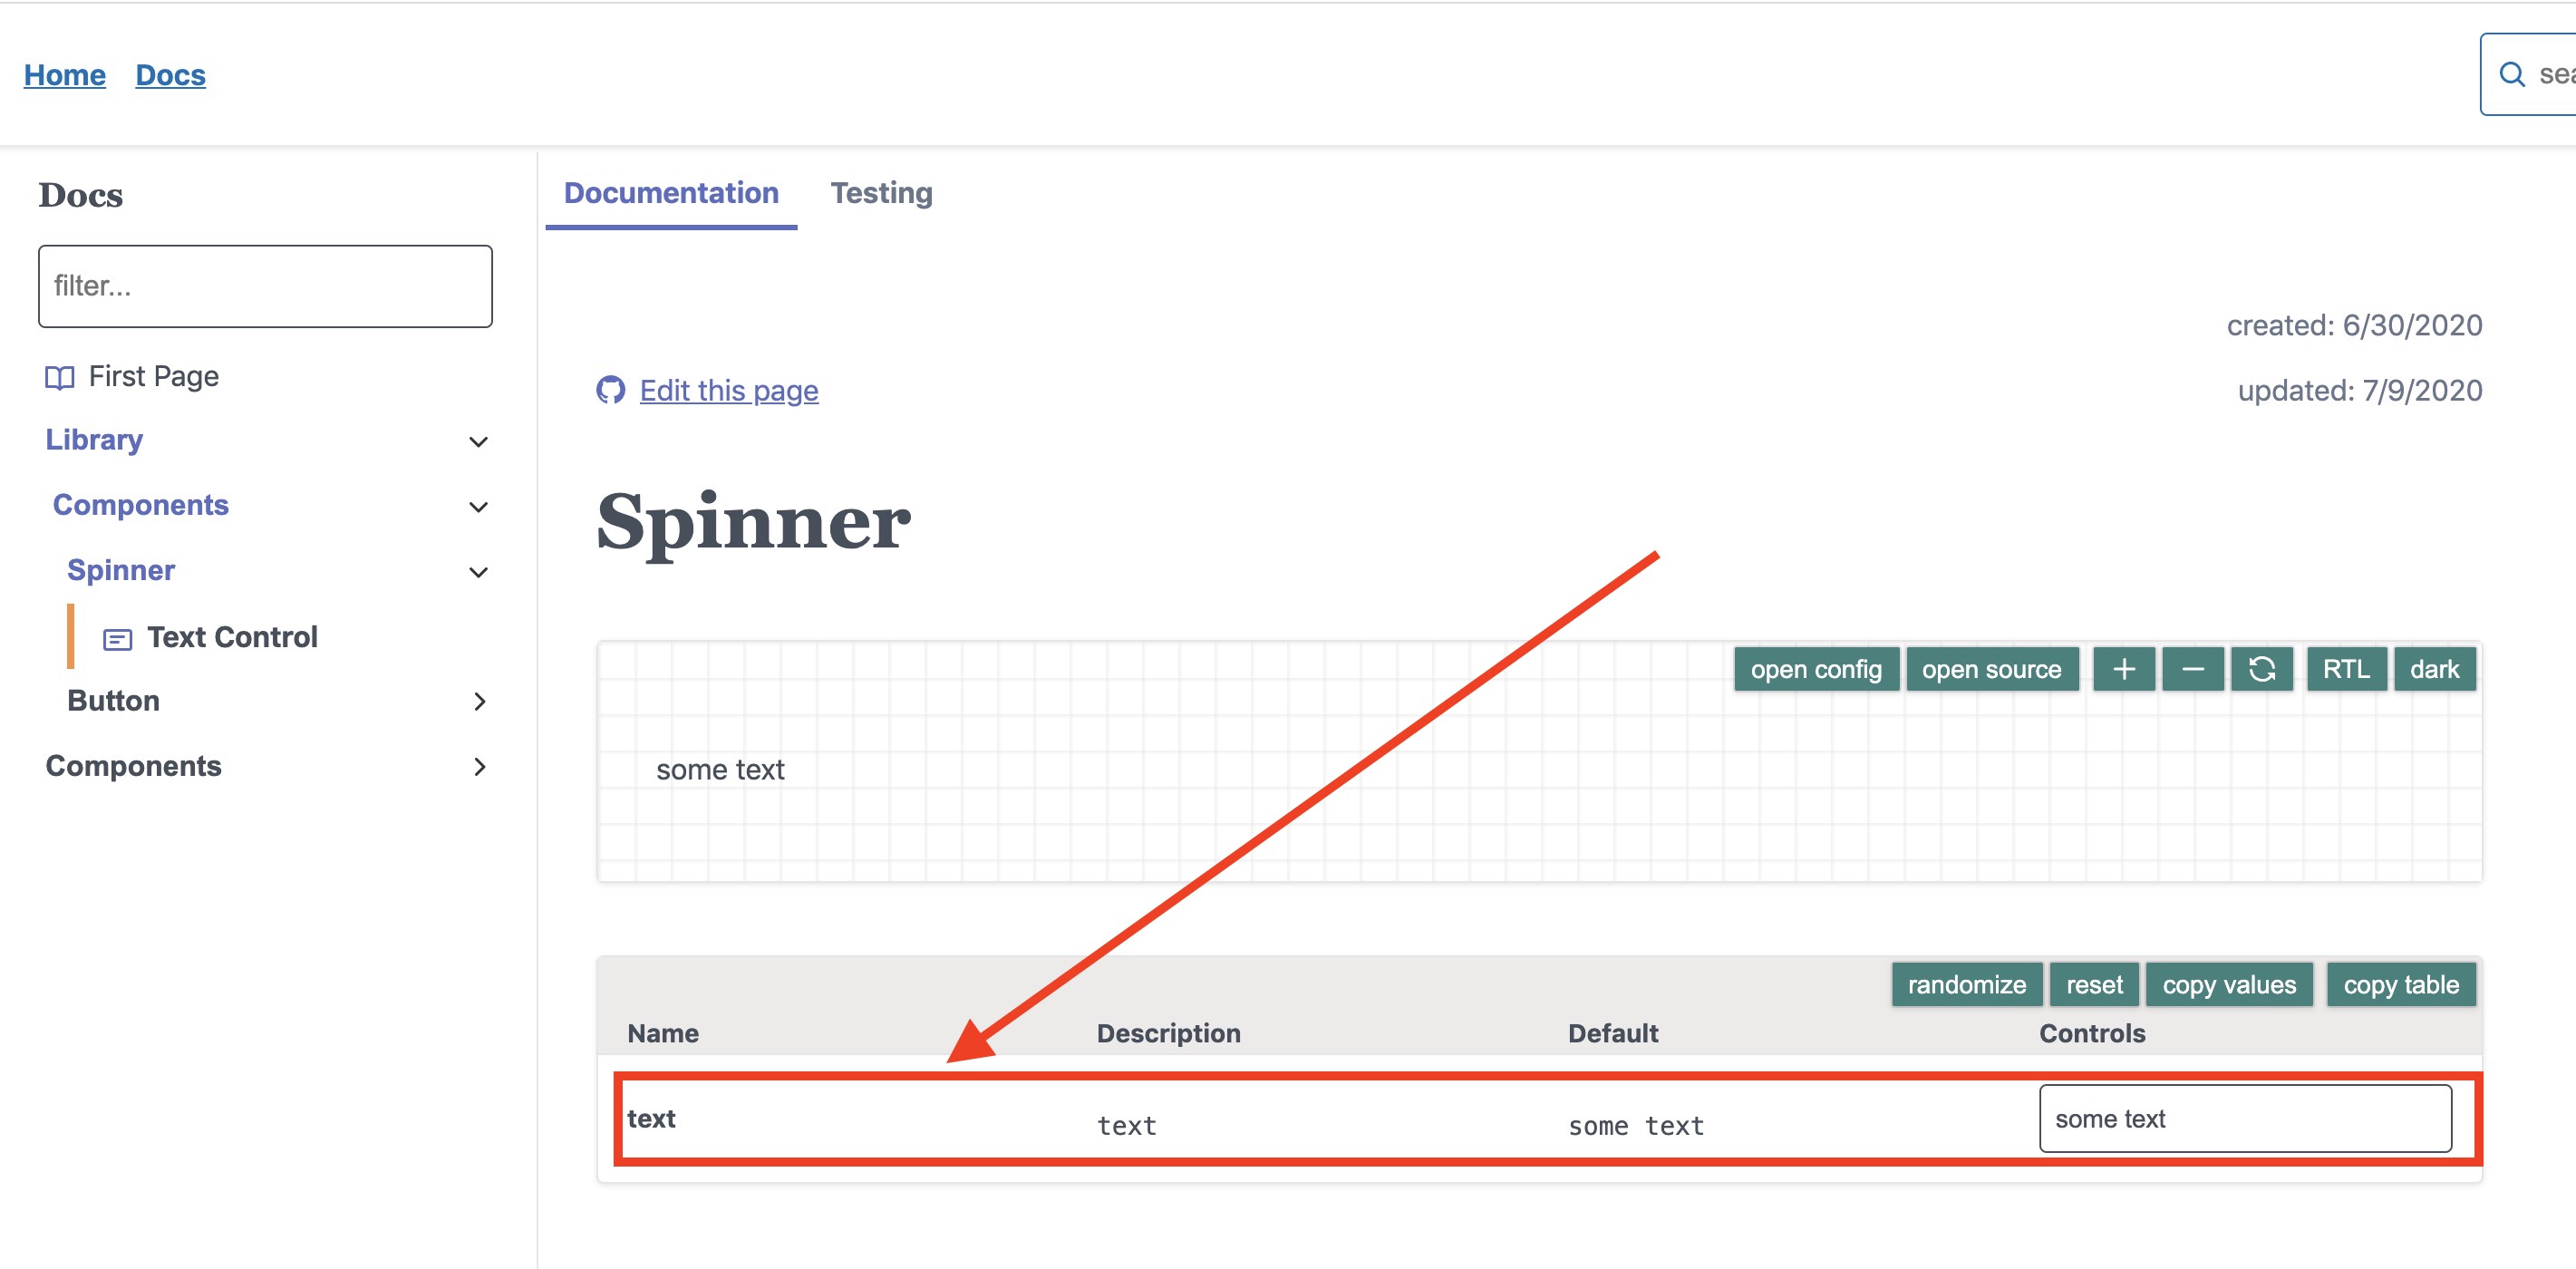 Home Docs
Docs
filter...
First Page
Library
Components
Spinner
Text Control
Button
Components
Documentation Testing
created: 6/30/2020
Edit this page updated: 7/9/2020
Spinner
open config open source RTL dark
some text
randomize reset copy values copy table
Name Description Default Controls
text text some text some text